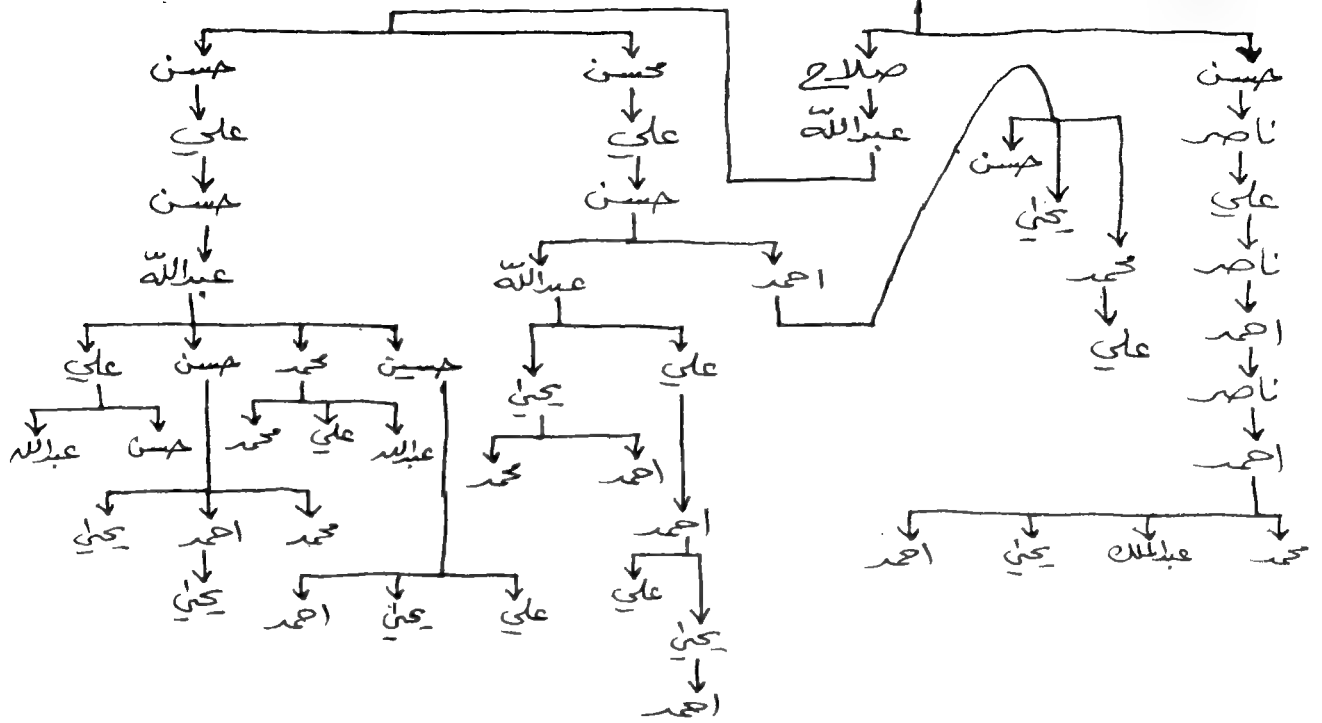 حسن صلاح محسن حسن
ناصر عبدالله علي علي
حسن
علي حسن حسن
يحيىٰ
ناصر محمد احمد عبدالله عبدالله
احمد علي
حسين محمد حسن علي
علي يحيىٰ
ناصر
عبدالله علي محمد حسن عبدالله
احمد احمد محمد
احمد محمد احمد يحيىٰ
محمد عبدالملك يحيىٰ احمد
علي يحيىٰ
علي يحيىٰ احمد
يحيىٰ
احمد